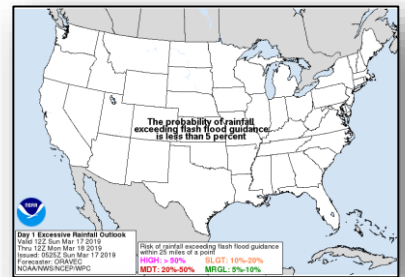 The probability of rainfall
exceeding flash flood guidance
is less than 5 percent
NOAA
Day 1 Excessive Rainfall Outlook
Valid 12Z Sun Mar 17 2019
Thru 12Z Mon Mar 18 2019
Issued: 0525Z Sun Mar 17 2019
Forecaster: ORAVEC
NOAA/NWS/NCEP/WPC
Risk of rainfall exceeding flash flood guidance
within 25 miles of a point
HIGH: ≥ 50% SLGT: 10%-20%
MDT: 20%-50% MRGL: 5%-10%